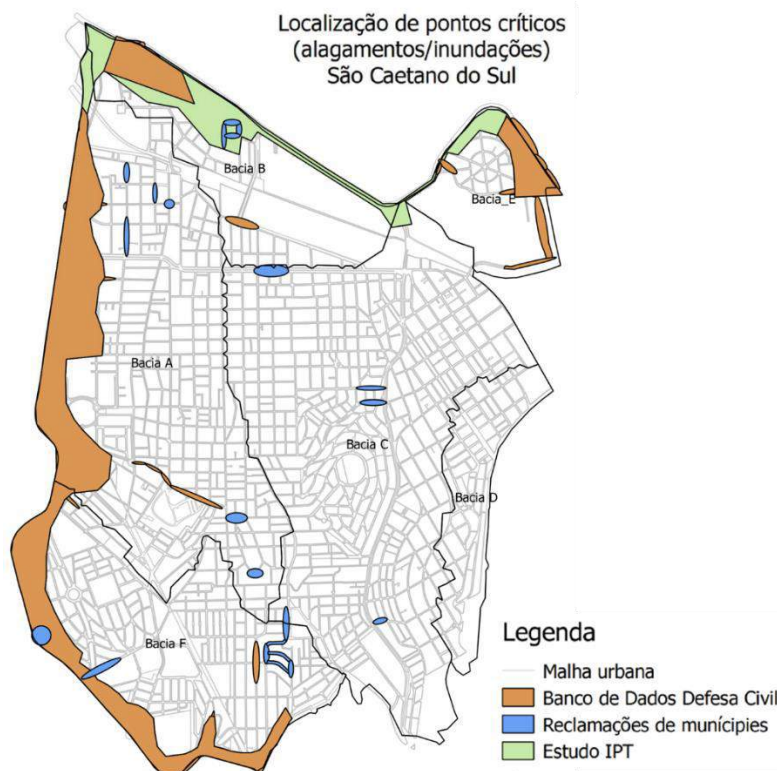 Localização de pontos críticos
(alagamentos/inundações)
São Caetano do Sul
Bacia B
Bacia_E
Bacia A
Bacia C
Bacia D
Bacia F
Legenda
Malha urbana
Banco de Dados Defesa Civil
Reclamações de munícipies
Estudo IPT